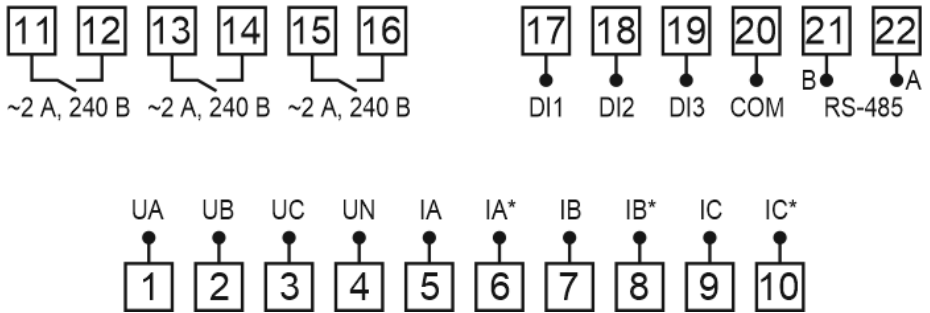 11 12 13 14 15 16 17 18 19 20 21 22
B A
~2 А, 240 В ~2 А, 240 В ~2 А, 240 В DI1 DI2 DI3 COM RS-485
UA UB UC UN IA IA* IB IB* IC IC*
1 2 3 4 5 6 7 8 9 10